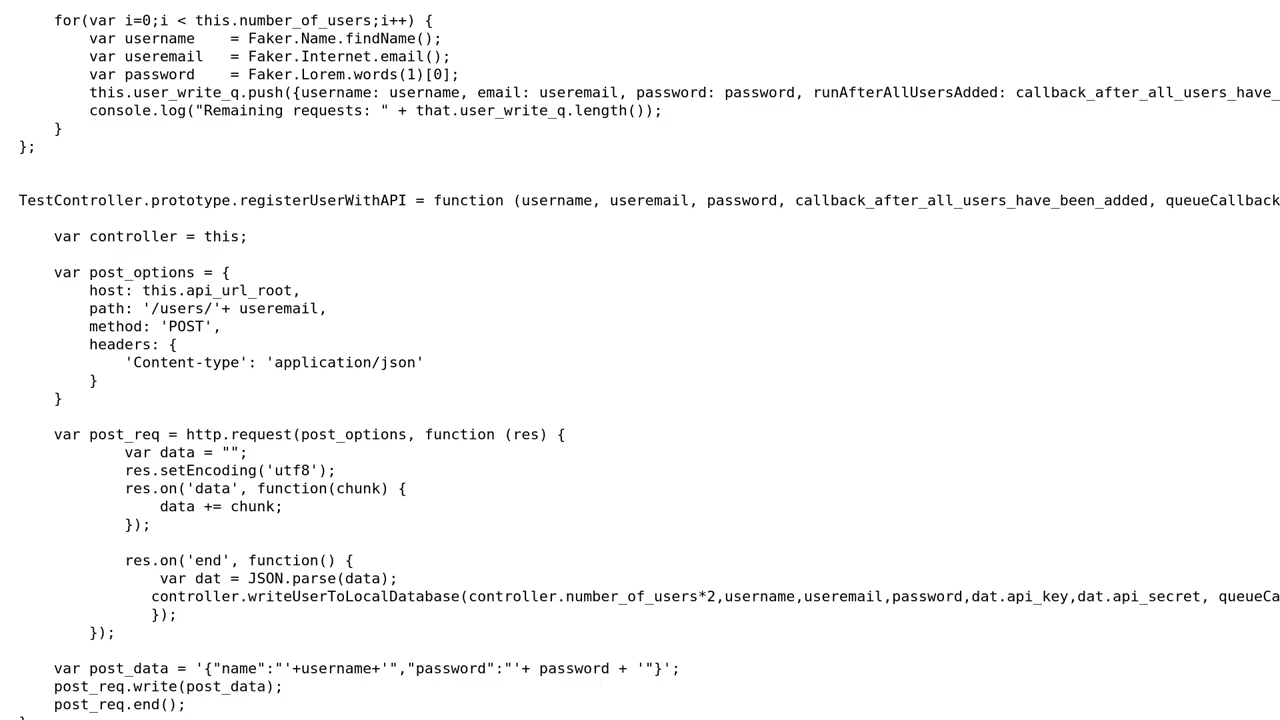 for(var i=0;i < this.number_of_users;i++) {
var username    = Faker.Name.findName();
var useremail   = Faker.Internet.email();
var password    = Faker.Lorem.words(1)[0];
this.user_write_q.push({username: username, email: useremail, password: password, runAfterAllUsersAdded: callback_after_all_users_have_
console.log("Remaining requests: " + that.user_write_q.length());
}
};
TestController.prototype.registerUserWithAPI = function (username, useremail, password, callback_after_all_users_have_been_added, queueCallback
var controller = this;
var post_options = {
host: this.api_url_root,
path: '/users/'+ useremail,
method: 'POST',
headers: {
'Content-type': 'application/json'
}
}
var post_req = http.request(post_options, function (res) {
var data = "";
res.setEncoding('utf8');
res.on('data', function(chunk) {
data += chunk;
});
res.on('end', function() {
var dat = JSON.parse(data);
controller.writeUserToLocalDatabase(controller.number_of_users*2,username,useremail,password,dat.api_key,dat.api_secret, queueCa
});
});
var post_data = '{"name":"'+username+'","password":"'+ password + '"}';
post_req.write(post_data);
post_req.end();
}